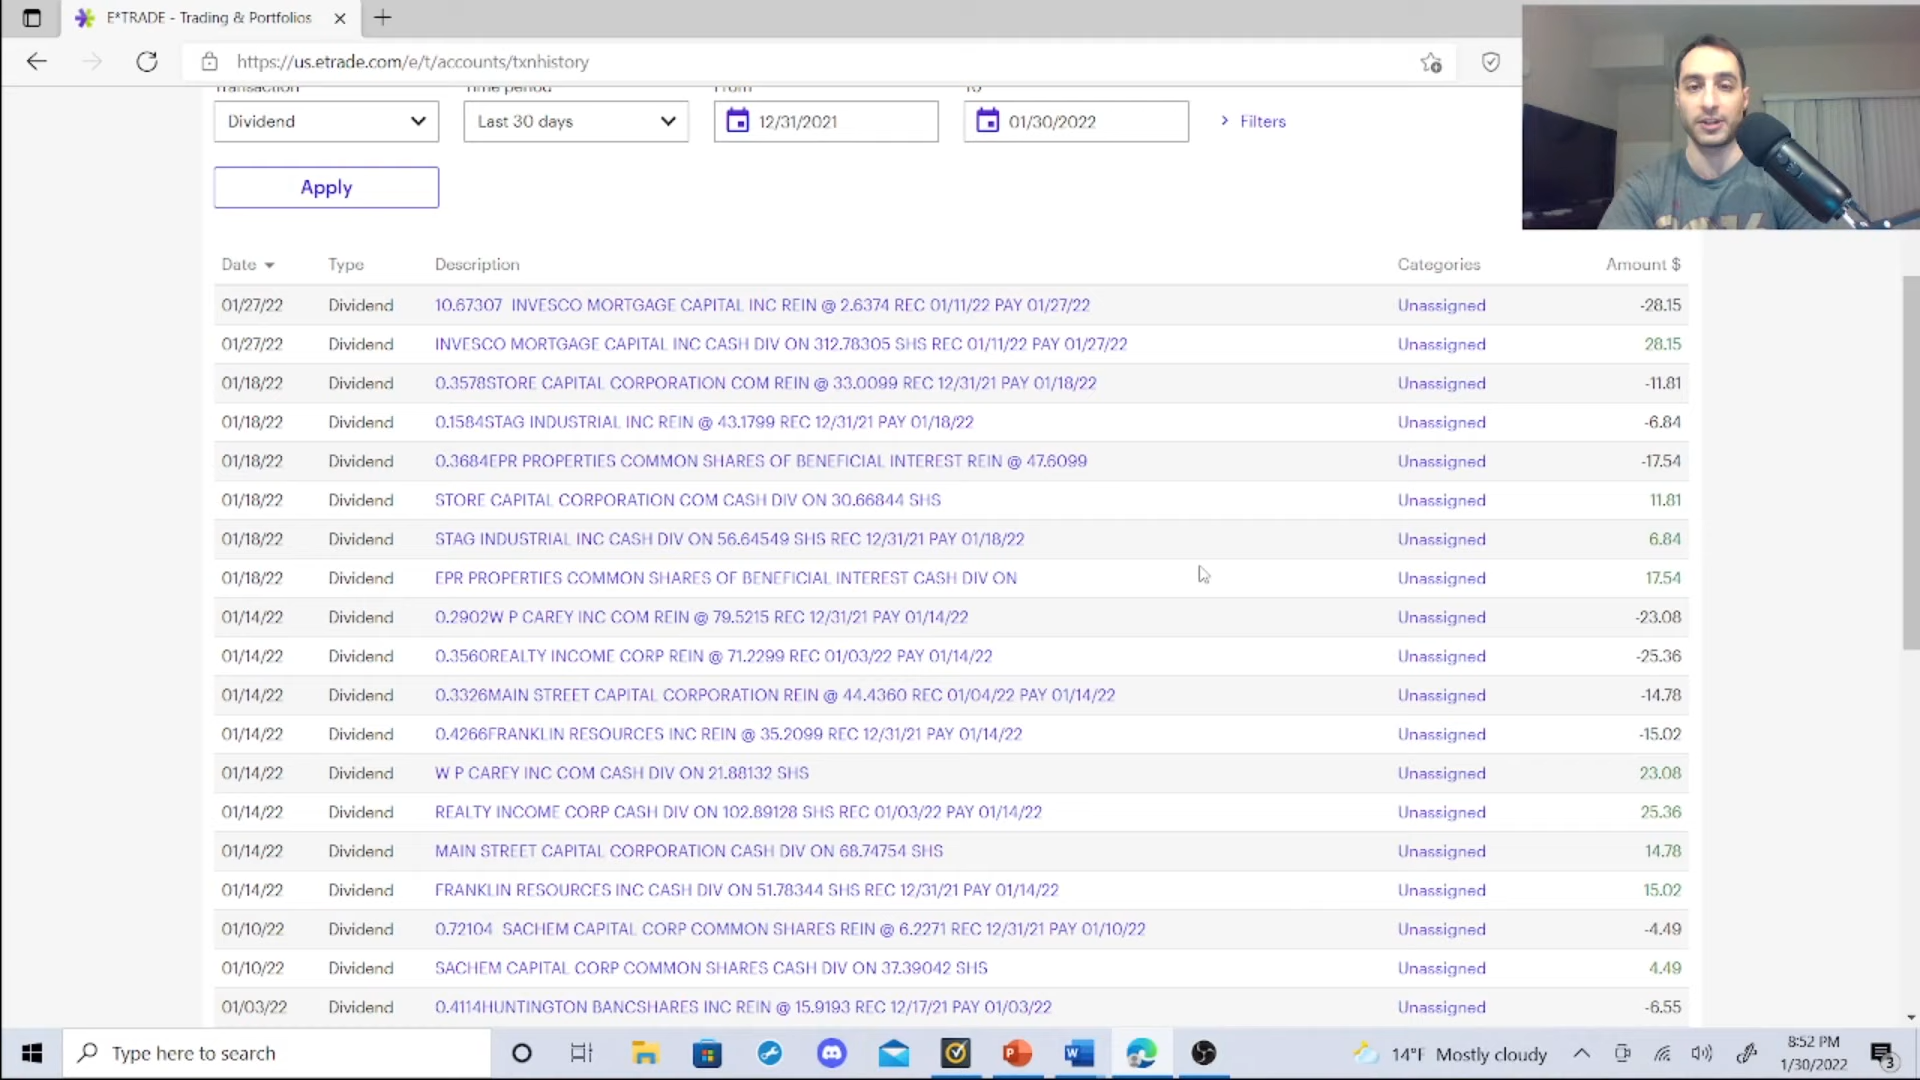 E*TRADE - Trading & Portfolios
https://us.etrade.com/e/t/accounts/txnhistory
Transaction Time period From To
Dividend Last 30 days 12/31/2021 01/30/2022 Filters
Apply
Date Type Description Categories Amount $
01/27/22 Dividend 10.67307 INVESCO MORTGAGE CAPITAL INC REIN @ 2.6374 REC 01/11/22 PAY 01/27/22 Unassigned -28.15
01/27/22 Dividend INVESCO MORTGAGE CAPITAL INC CASH DIV ON 312.78305 SHS REC 01/11/22 PAY 01/27/22 Unassigned 28.15
01/18/22 Dividend 0.3578STORE CAPITAL CORPORATION COM REIN @ 33.0099 REC 12/31/21 PAY 01/18/22 Unassigned -11.81
01/18/22 Dividend 0.1584STAG INDUSTRIAL INC REIN @ 43.1799 REC 12/31/21 PAY 01/18/22 Unassigned -6.84
01/18/22 Dividend 0.3684EPR PROPERTIES COMMON SHARES OF BENEFICIAL INTEREST REIN @ 47.6099 Unassigned -17.54
01/18/22 Dividend STORE CAPITAL CORPORATION COM CASH DIV ON 30.66844 SHS Unassigned 11.81
01/18/22 Dividend STAG INDUSTRIAL INC CASH DIV ON 56.64549 SHS REC 12/31/21 PAY 01/18/22 Unassigned 6.84
01/18/22 Dividend EPR PROPERTIES COMMON SHARES OF BENEFICIAL INTEREST CASH DIV ON Unassigned 17.54
01/14/22 Dividend 0.2902W P CAREY INC COM REIN @ 79.5215 REC 12/31/21 PAY 01/14/22 Unassigned -23.08
01/14/22 Dividend 0.3560REALTY INCOME CORP REIN @ 71.2299 REC 01/03/22 PAY 01/14/22 Unassigned -25.36
01/14/22 Dividend 0.3326MAIN STREET CAPITAL CORPORATION REIN @ 44.4360 REC 01/04/22 PAY 01/14/22 Unassigned -14.78
01/14/22 Dividend 0.4266FRANKLIN RESOURCES INC REIN @ 35.2099 REC 12/31/21 PAY 01/14/22 Unassigned -15.02
01/14/22 Dividend W P CAREY INC COM CASH DIV ON 21.88132 SHS Unassigned 23.08
01/14/22 Dividend REALTY INCOME CORP CASH DIV ON 102.89128 SHS REC 01/03/22 PAY 01/14/22 Unassigned 25.36
01/14/22 Dividend MAIN STREET CAPITAL CORPORATION CASH DIV ON 68.74754 SHS Unassigned 14.78
01/14/22 Dividend FRANKLIN RESOURCES INC CASH DIV ON 51.78344 SHS REC 12/31/21 PAY 01/14/22 Unassigned 15.02
01/10/22 Dividend 0.72104 SACHEM CAPITAL CORP COMMON SHARES REIN @ 6.2271 REC 12/31/21 PAY 01/10/22 Unassigned -4.49
01/10/22 Dividend SACHEM CAPITAL CORP COMMON SHARES CASH DIV ON 37.39042 SHS Unassigned 4.49
01/03/22 Dividend 0.4114HUNTINGTON BANCSHARES INC REIN @ 15.9193 REC 12/17/21 PAY 01/03/22 Unassigned -6.55
Type here to search 14°F Mostly cloudy 8:52 PM
1/30/2022 3